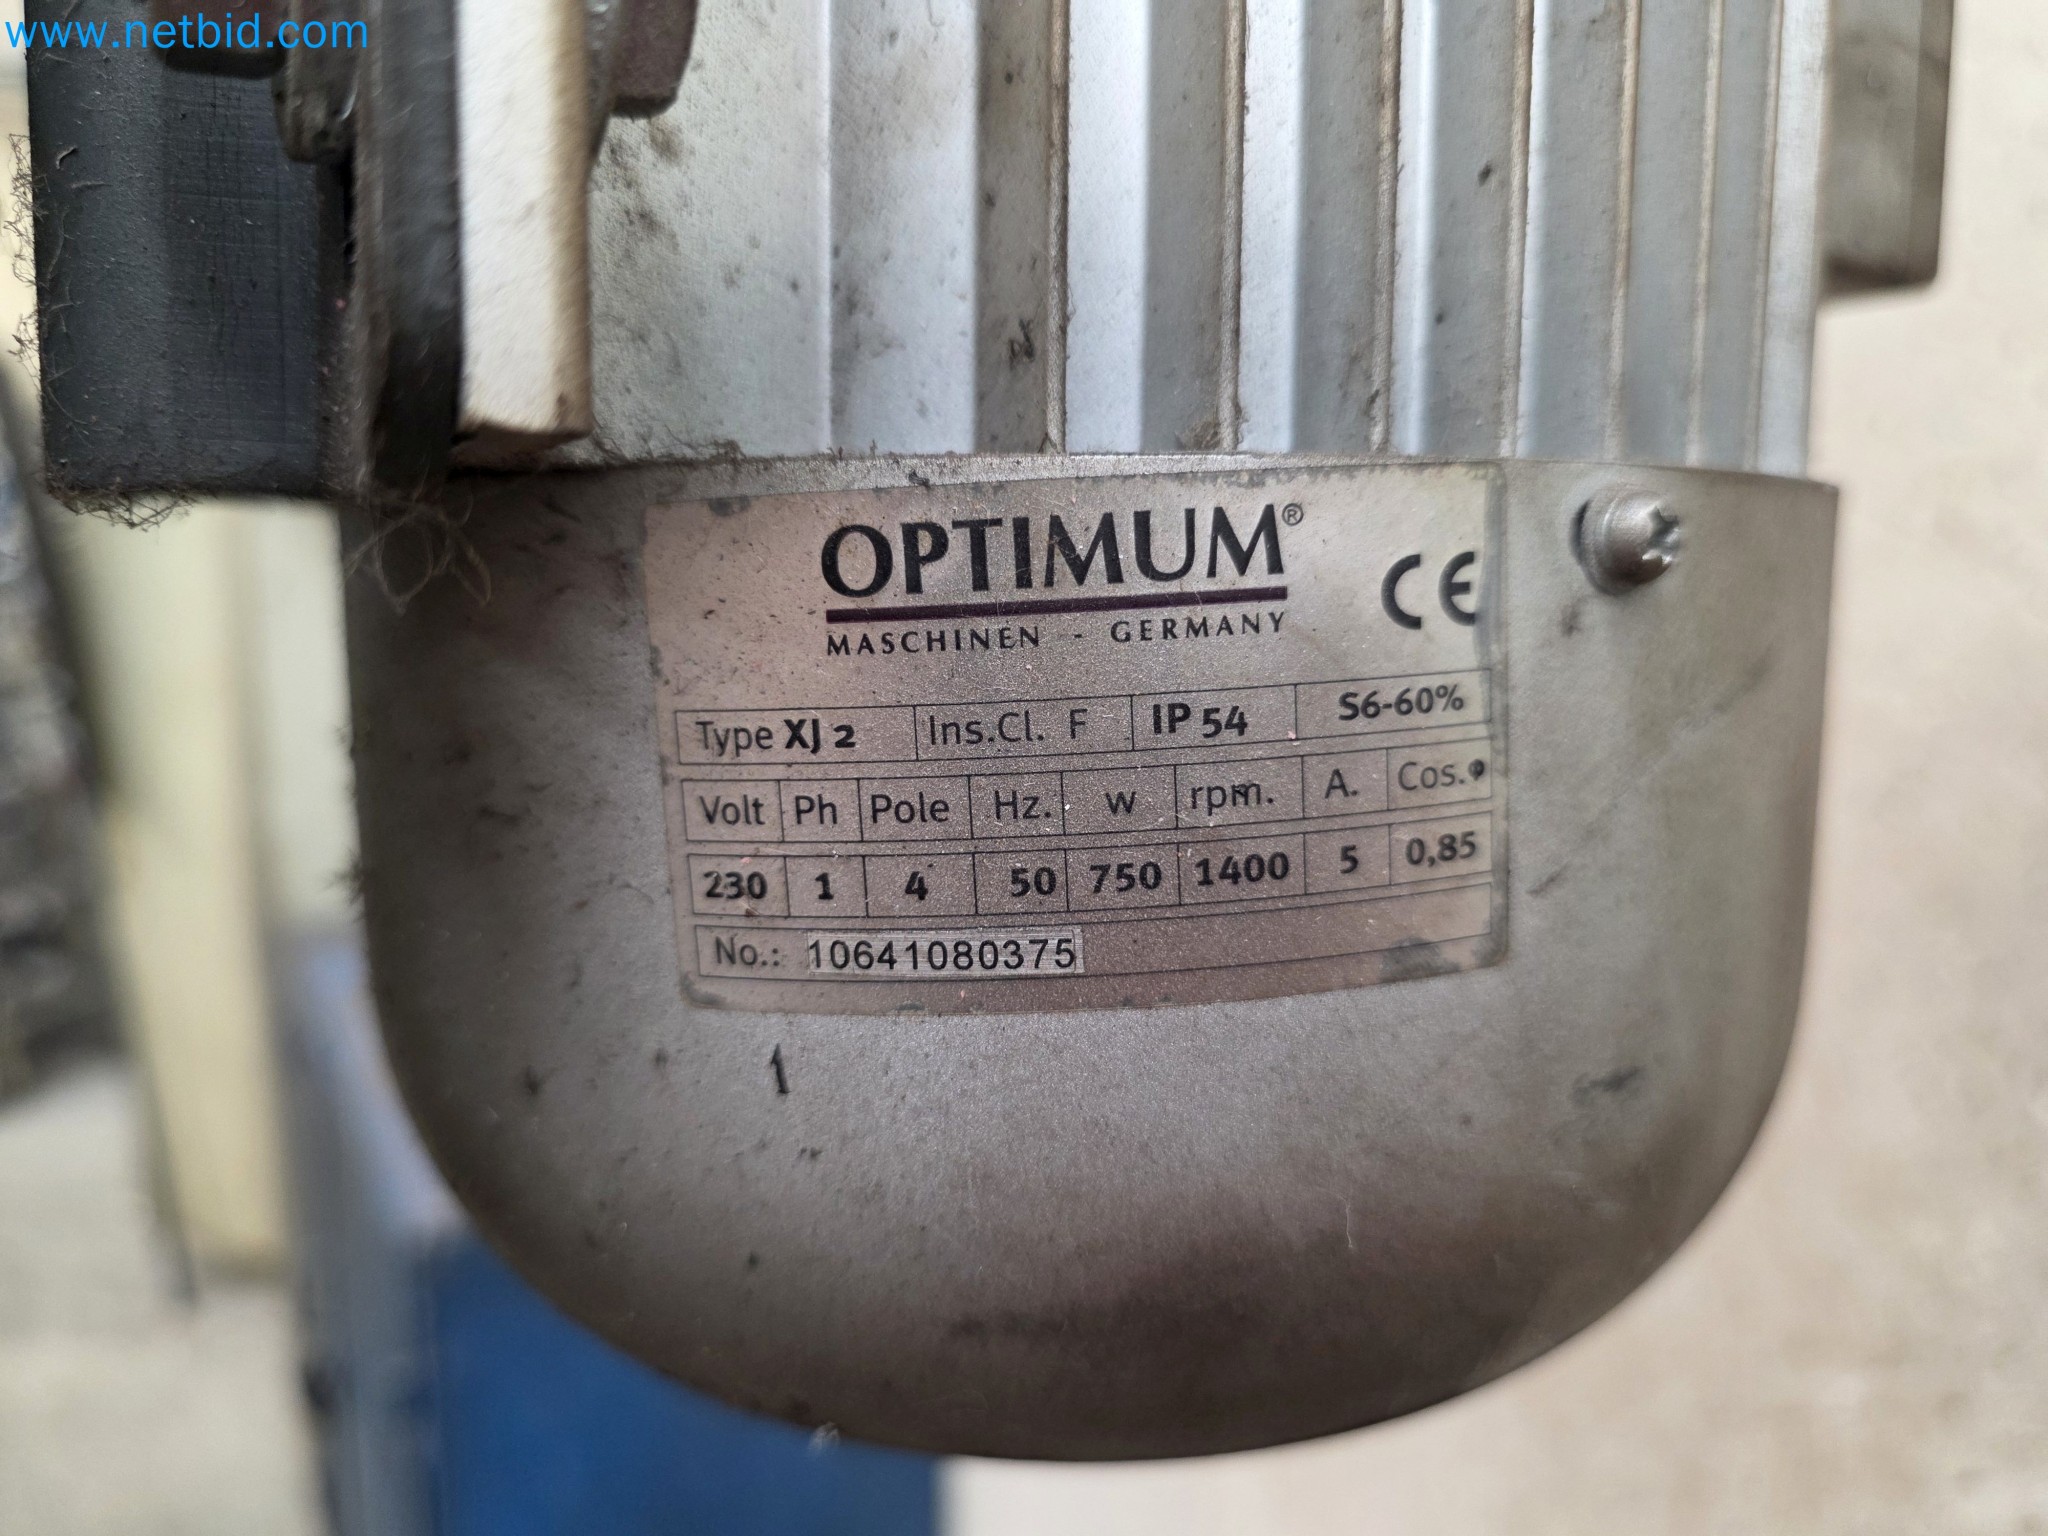 www.netbid.com
OPTIMUM®
MASCHINEN - GERMANY
CE
Type XJ 2 Ins.Cl. F IP 54 S6-60%
Volt Ph Pole Hz. W rpm. A. Cos.φ
230 1 4 50 750 1400 5 0,85
No.: 10641080375
1